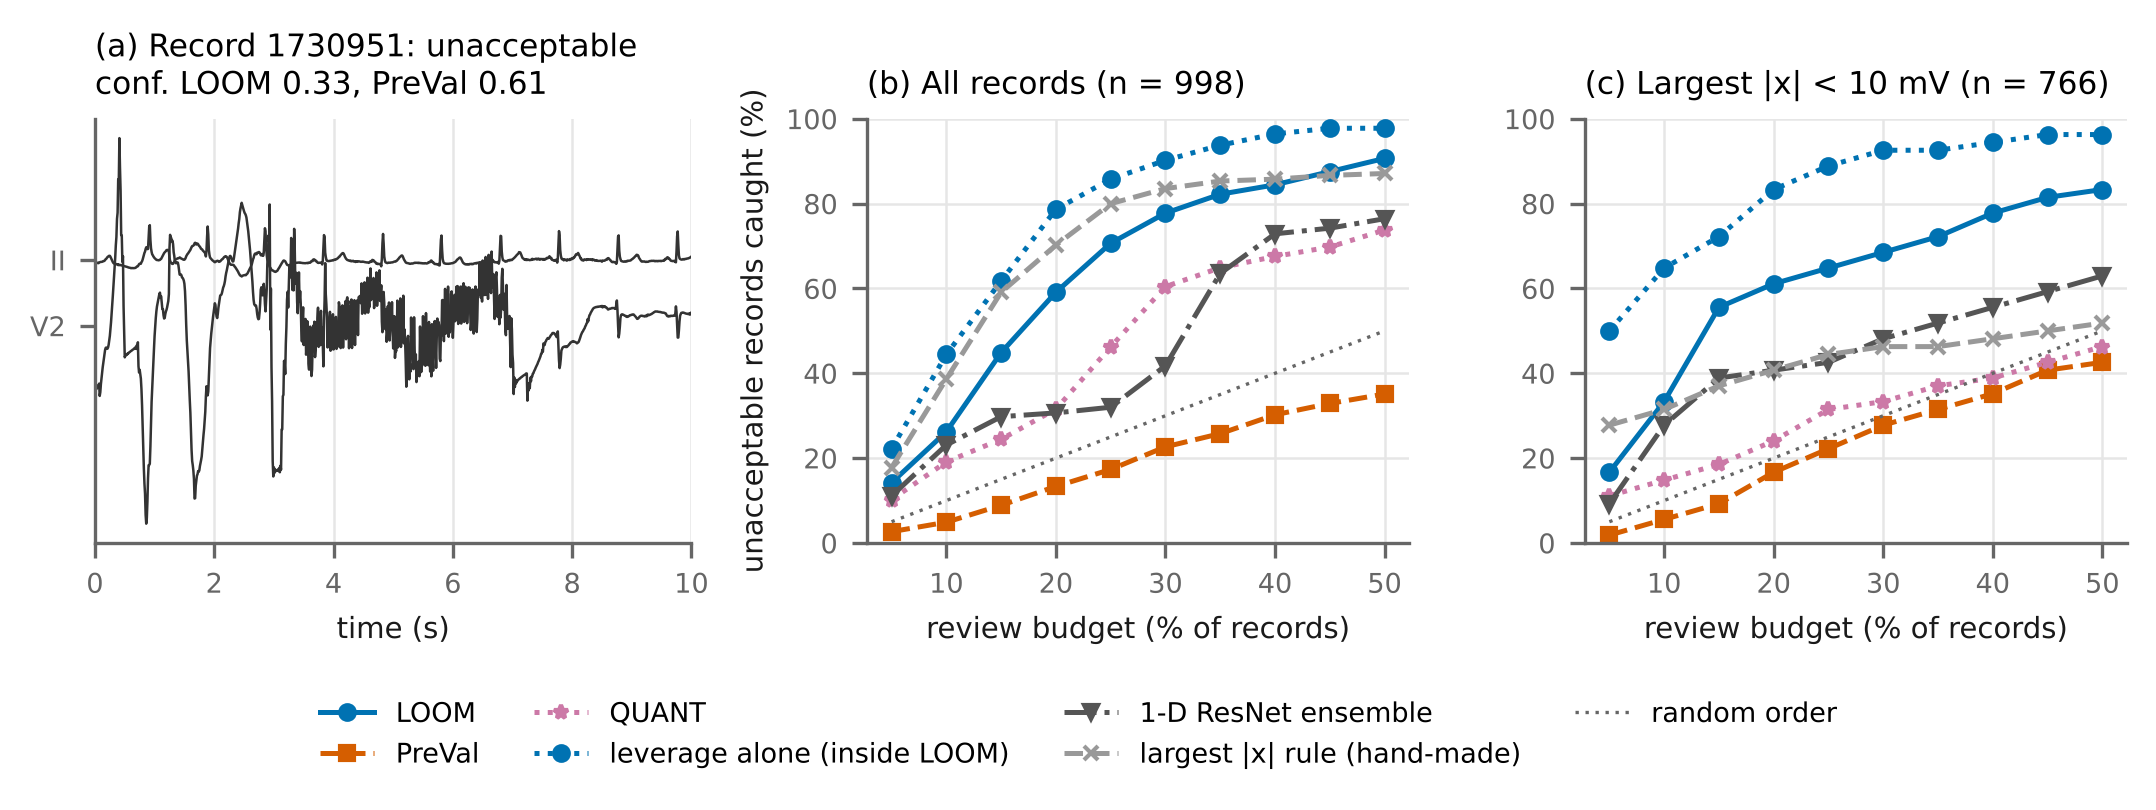 (a) Record 1730951: unacceptable
conf. LOOM 0.33, PreVal 0.61
II
V2
0 2 4 6 8 10
time (s)
(b) All records (n = 998)
unacceptable records caught (%)
100
80
60
40
20
0
10 20 30 40 50
review budget (% of records)
(c) Largest |x| < 10 mV (n = 766)
100
80
60
40
20
0
10 20 30 40 50
review budget (% of records)
LOOM
PreVal
QUANT
leverage alone (inside LOOM)
1-D ResNet ensemble
largest |x| rule (hand-made)
random order